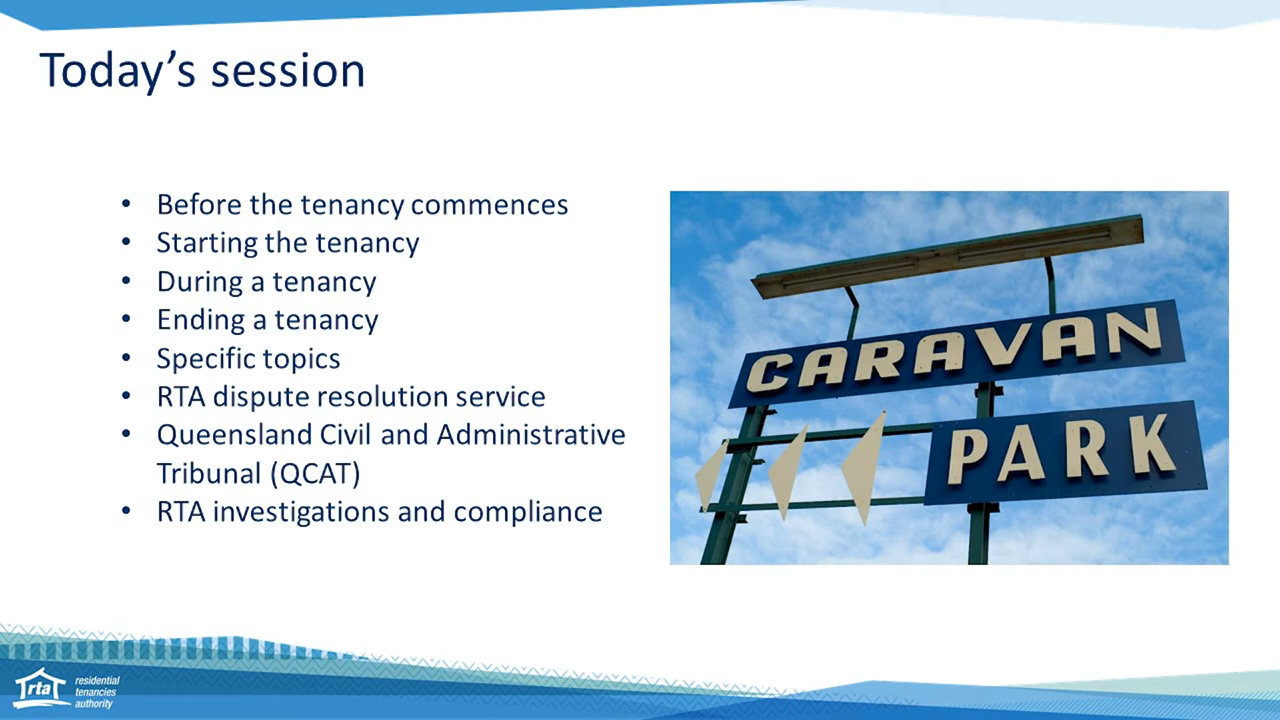 Today's session
• Before the tenancy commences
• Starting the tenancy
• During a tenancy
• Ending a tenancy
• Specific topics
• RTA dispute resolution service
• Queensland Civil and Administrative
Tribunal (QCAT)
• RTA investigations and compliance
CARAVAN
PARK
rta
residential
tenancies
authority